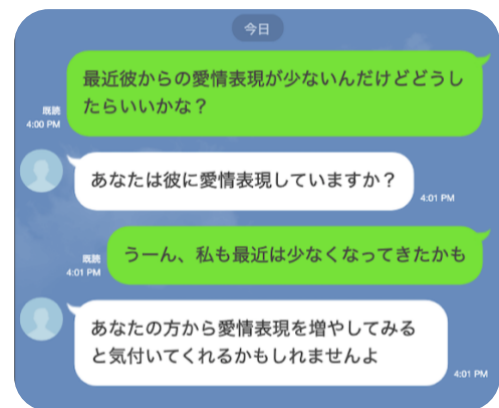 今日
最近彼からの愛情表現が少ないんだけどどうし
たらいいかな？
既読
4:00 PM
あなたは彼に愛情表現していますか？
4:01 PM
うーん、私も最近は少なくなってきたかも
既読
4:01 PM
あなたの方から愛情表現を増やしてみる
と気付いてくれるかもしれませんよ
4:01 PM